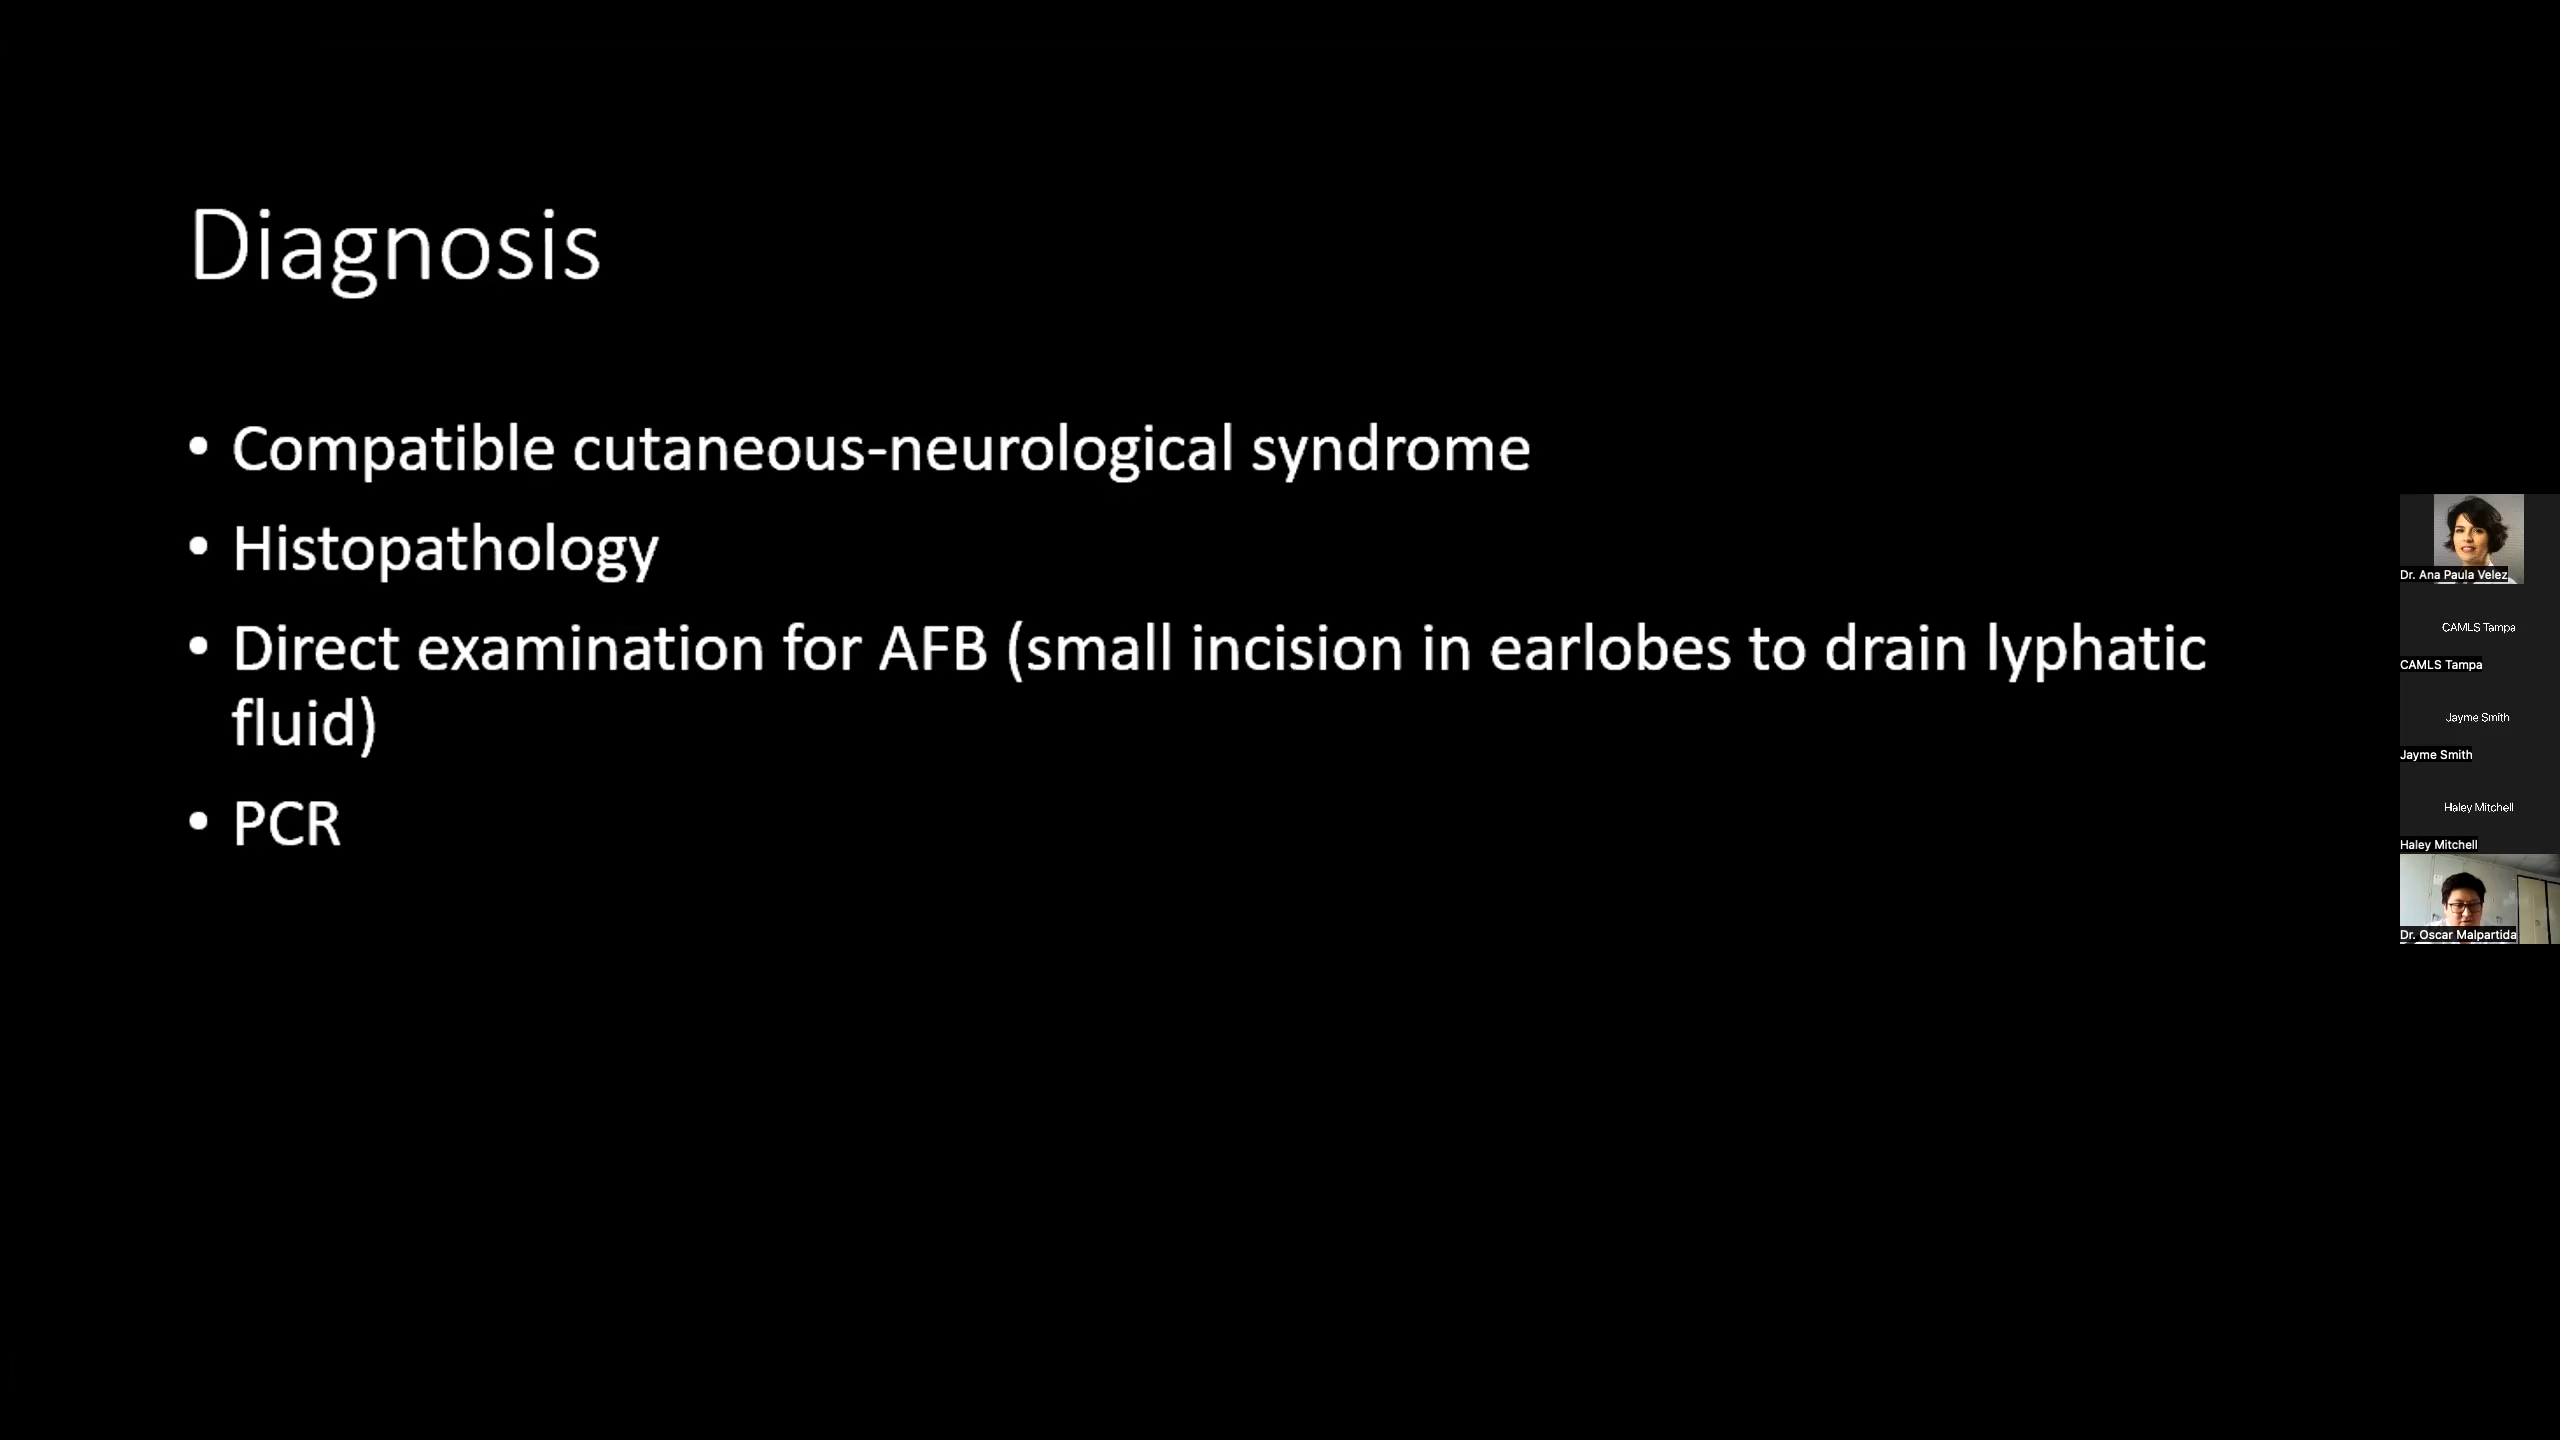 Diagnosis
• Compatible cutaneous-neurological syndrome
• Histopathology
• Direct examination for AFB (small incision in earlobes to drain lyphatic
fluid)
• PCR
Dr. Ana Paula Velez
CAMLS Tampa
CAMLS Tampa
Jayme Smith
Jayme Smith
Haley Mitchell
Haley Mitchell
Dr. Oscar Malpartida